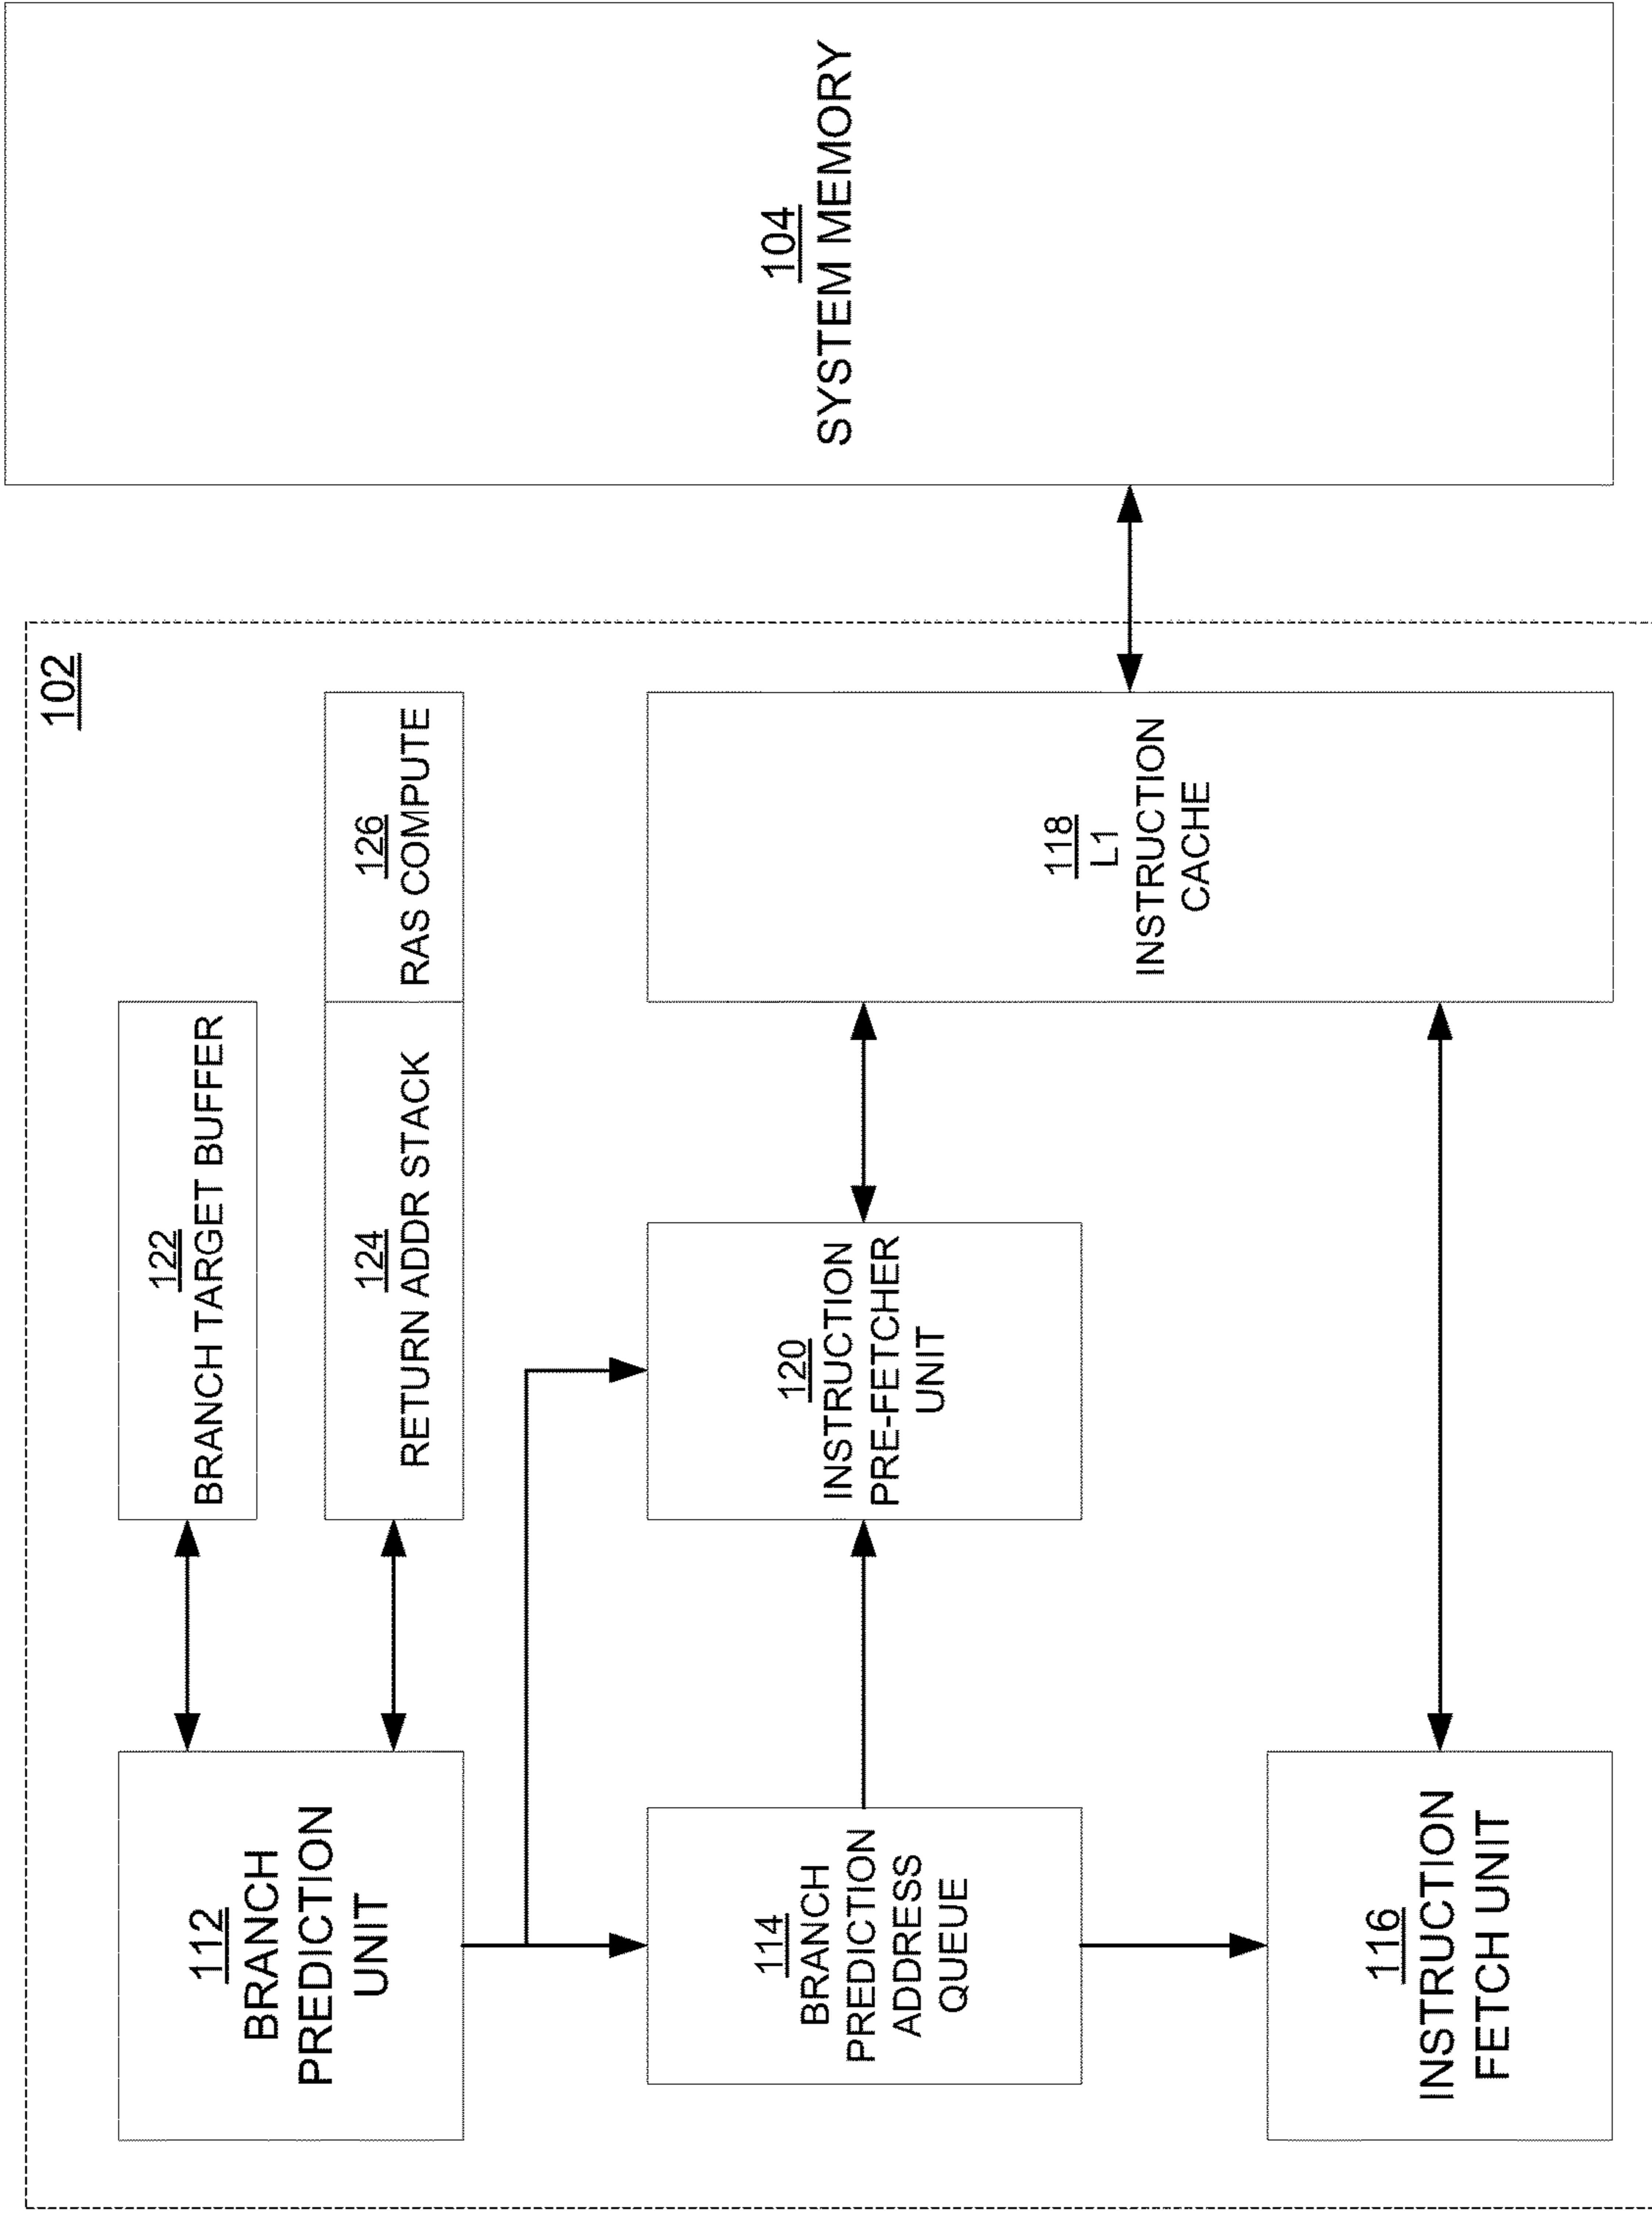 102
112
BRANCH
PREDICTION
UNIT
122
BRANCH TARGET BUFFER
124
RETURN ADDR STACK
126
RAS COMPUTE
114
BRANCH
PREDICTION
ADDRESS
QUEUE
120
INSTRUCTION
PRE-FETCHER
UNIT
118
L1
INSTRUCTION
CACHE
116
INSTRUCTION
FETCH UNIT
104
SYSTEM MEMORY